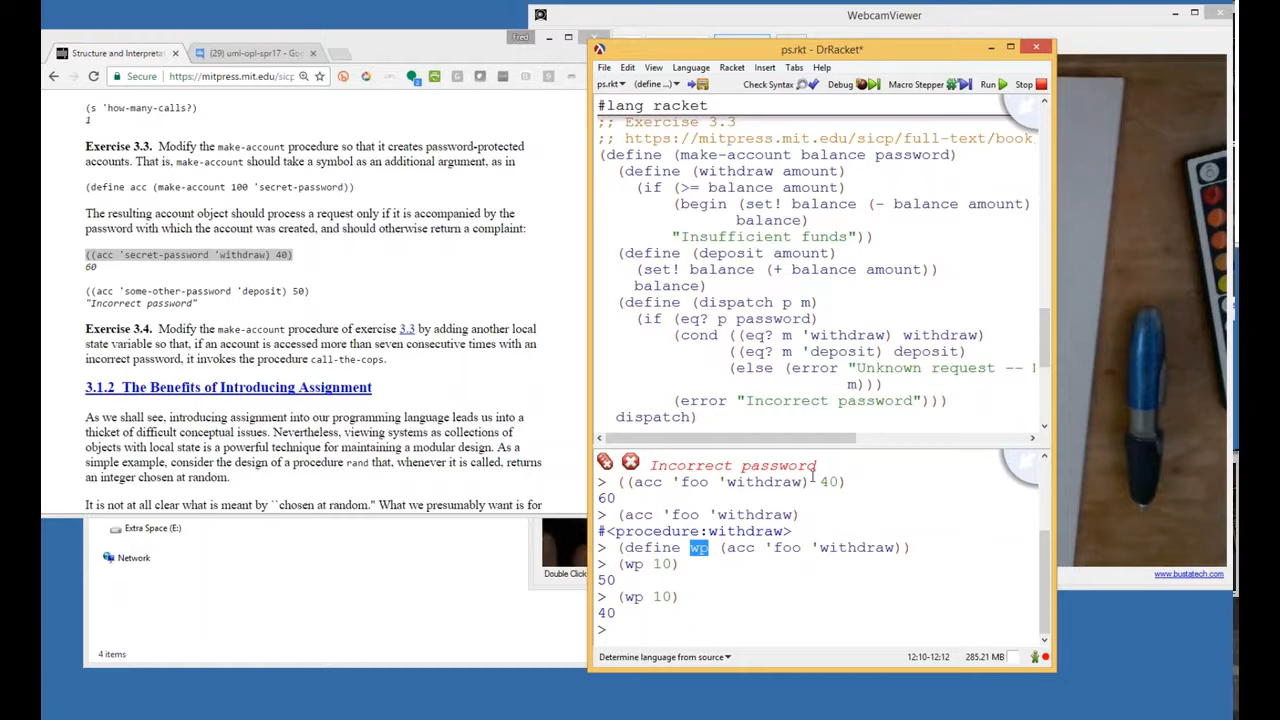 WebcamViewer
Fred
Structure and Interpreta
(29) uml-opl-spr17 - Goo
Secure
https://mitpress.mit.edu/sicp
(s 'how-many-calls?)
1
Exercise 3.3. Modify the make-account procedure so that it creates password-protected
accounts. That is, make-account should take a symbol as an additional argument, as in
(define acc (make-account 100 'secret-password))
The resulting account object should process a request only if it is accompanied by the
password with which the account was created, and should otherwise return a complaint:
((acc 'secret-password 'withdraw) 40)
60
((acc 'some-other-password 'deposit) 50)
"Incorrect password"
Exercise 3.4. Modify the make-account procedure of exercise 3.3 by adding another local
state variable so that, if an account is accessed more than seven consecutive times with an
incorrect password, it invokes the procedure call-the-cops.
3.1.2 The Benefits of Introducing Assignment
As we shall see, introducing assignment into our programming language leads us into a
thicket of difficult conceptual issues. Nevertheless, viewing systems as collections of
objects with local state is a powerful technique for maintaining a modular design. As a
simple example, consider the design of a procedure rand that, whenever it is called, returns
an integer chosen at random.
It is not at all clear what is meant by ``chosen at random.'' What we presumably want is for
Extra Space (E:)
Network
4 items
Double Click
www.bustatech.com
ps.rkt - DrRacket*
File Edit View Language Racket Insert Tabs Help
ps.rkt (define ...) Check Syntax Debug Macro Stepper Run Stop
#lang racket
;; Exercise 3.3
;; https://mitpress.mit.edu/sicp/full-text/book
(define (make-account balance password)
(define (withdraw amount)
(if (>= balance amount)
(begin (set! balance (- balance amount)
balance)
"Insufficient funds"))
(define (deposit amount)
(set! balance (+ balance amount))
balance)
(define (dispatch p m)
(if (eq? p password)
(cond ((eq? m 'withdraw) withdraw)
((eq? m 'deposit) deposit)
(else (error "Unknown request --
m)))
(error "Incorrect password")))
dispatch)
Incorrect password
> ((acc 'foo 'withdraw) 40)
60
> (acc 'foo 'withdraw)
#<procedure:withdraw>
> (define wp (acc 'foo 'withdraw))
> (wp 10)
50
> (wp 10)
40
>
Determine language from source
12:10-12:12
285.21 MB